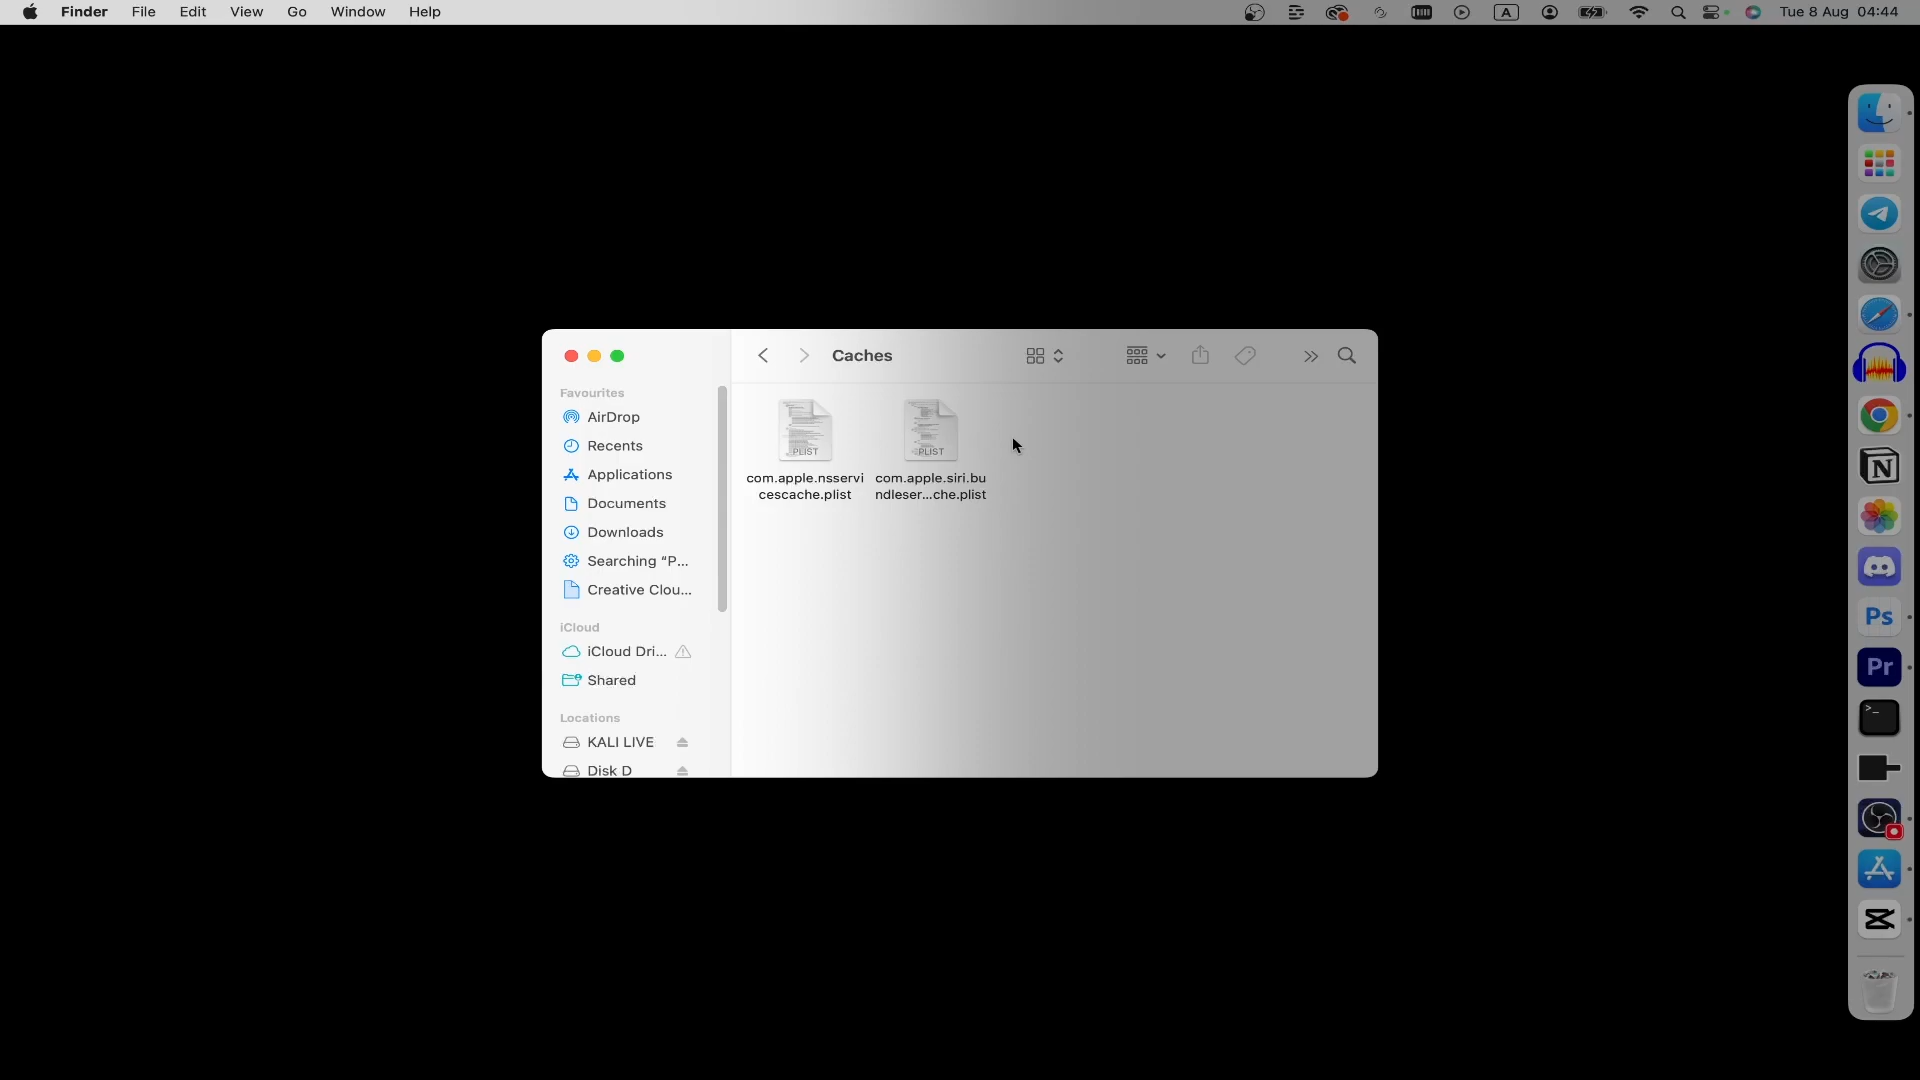 Finder File Edit View Go Window Help
A Tue 8 Aug 04:44
Caches
Favourites
AirDrop
Recents
Applications
Documents
Downloads
Searching “P...
Creative Clou...
iCloud
iCloud Dri...
Shared
Locations
KALI LIVE
Disk D
PLIST
com.apple.nsservi
cescache.plist
PLIST
com.apple.siri.bu
ndleser...che.plist
N
Ps
Pr
>_